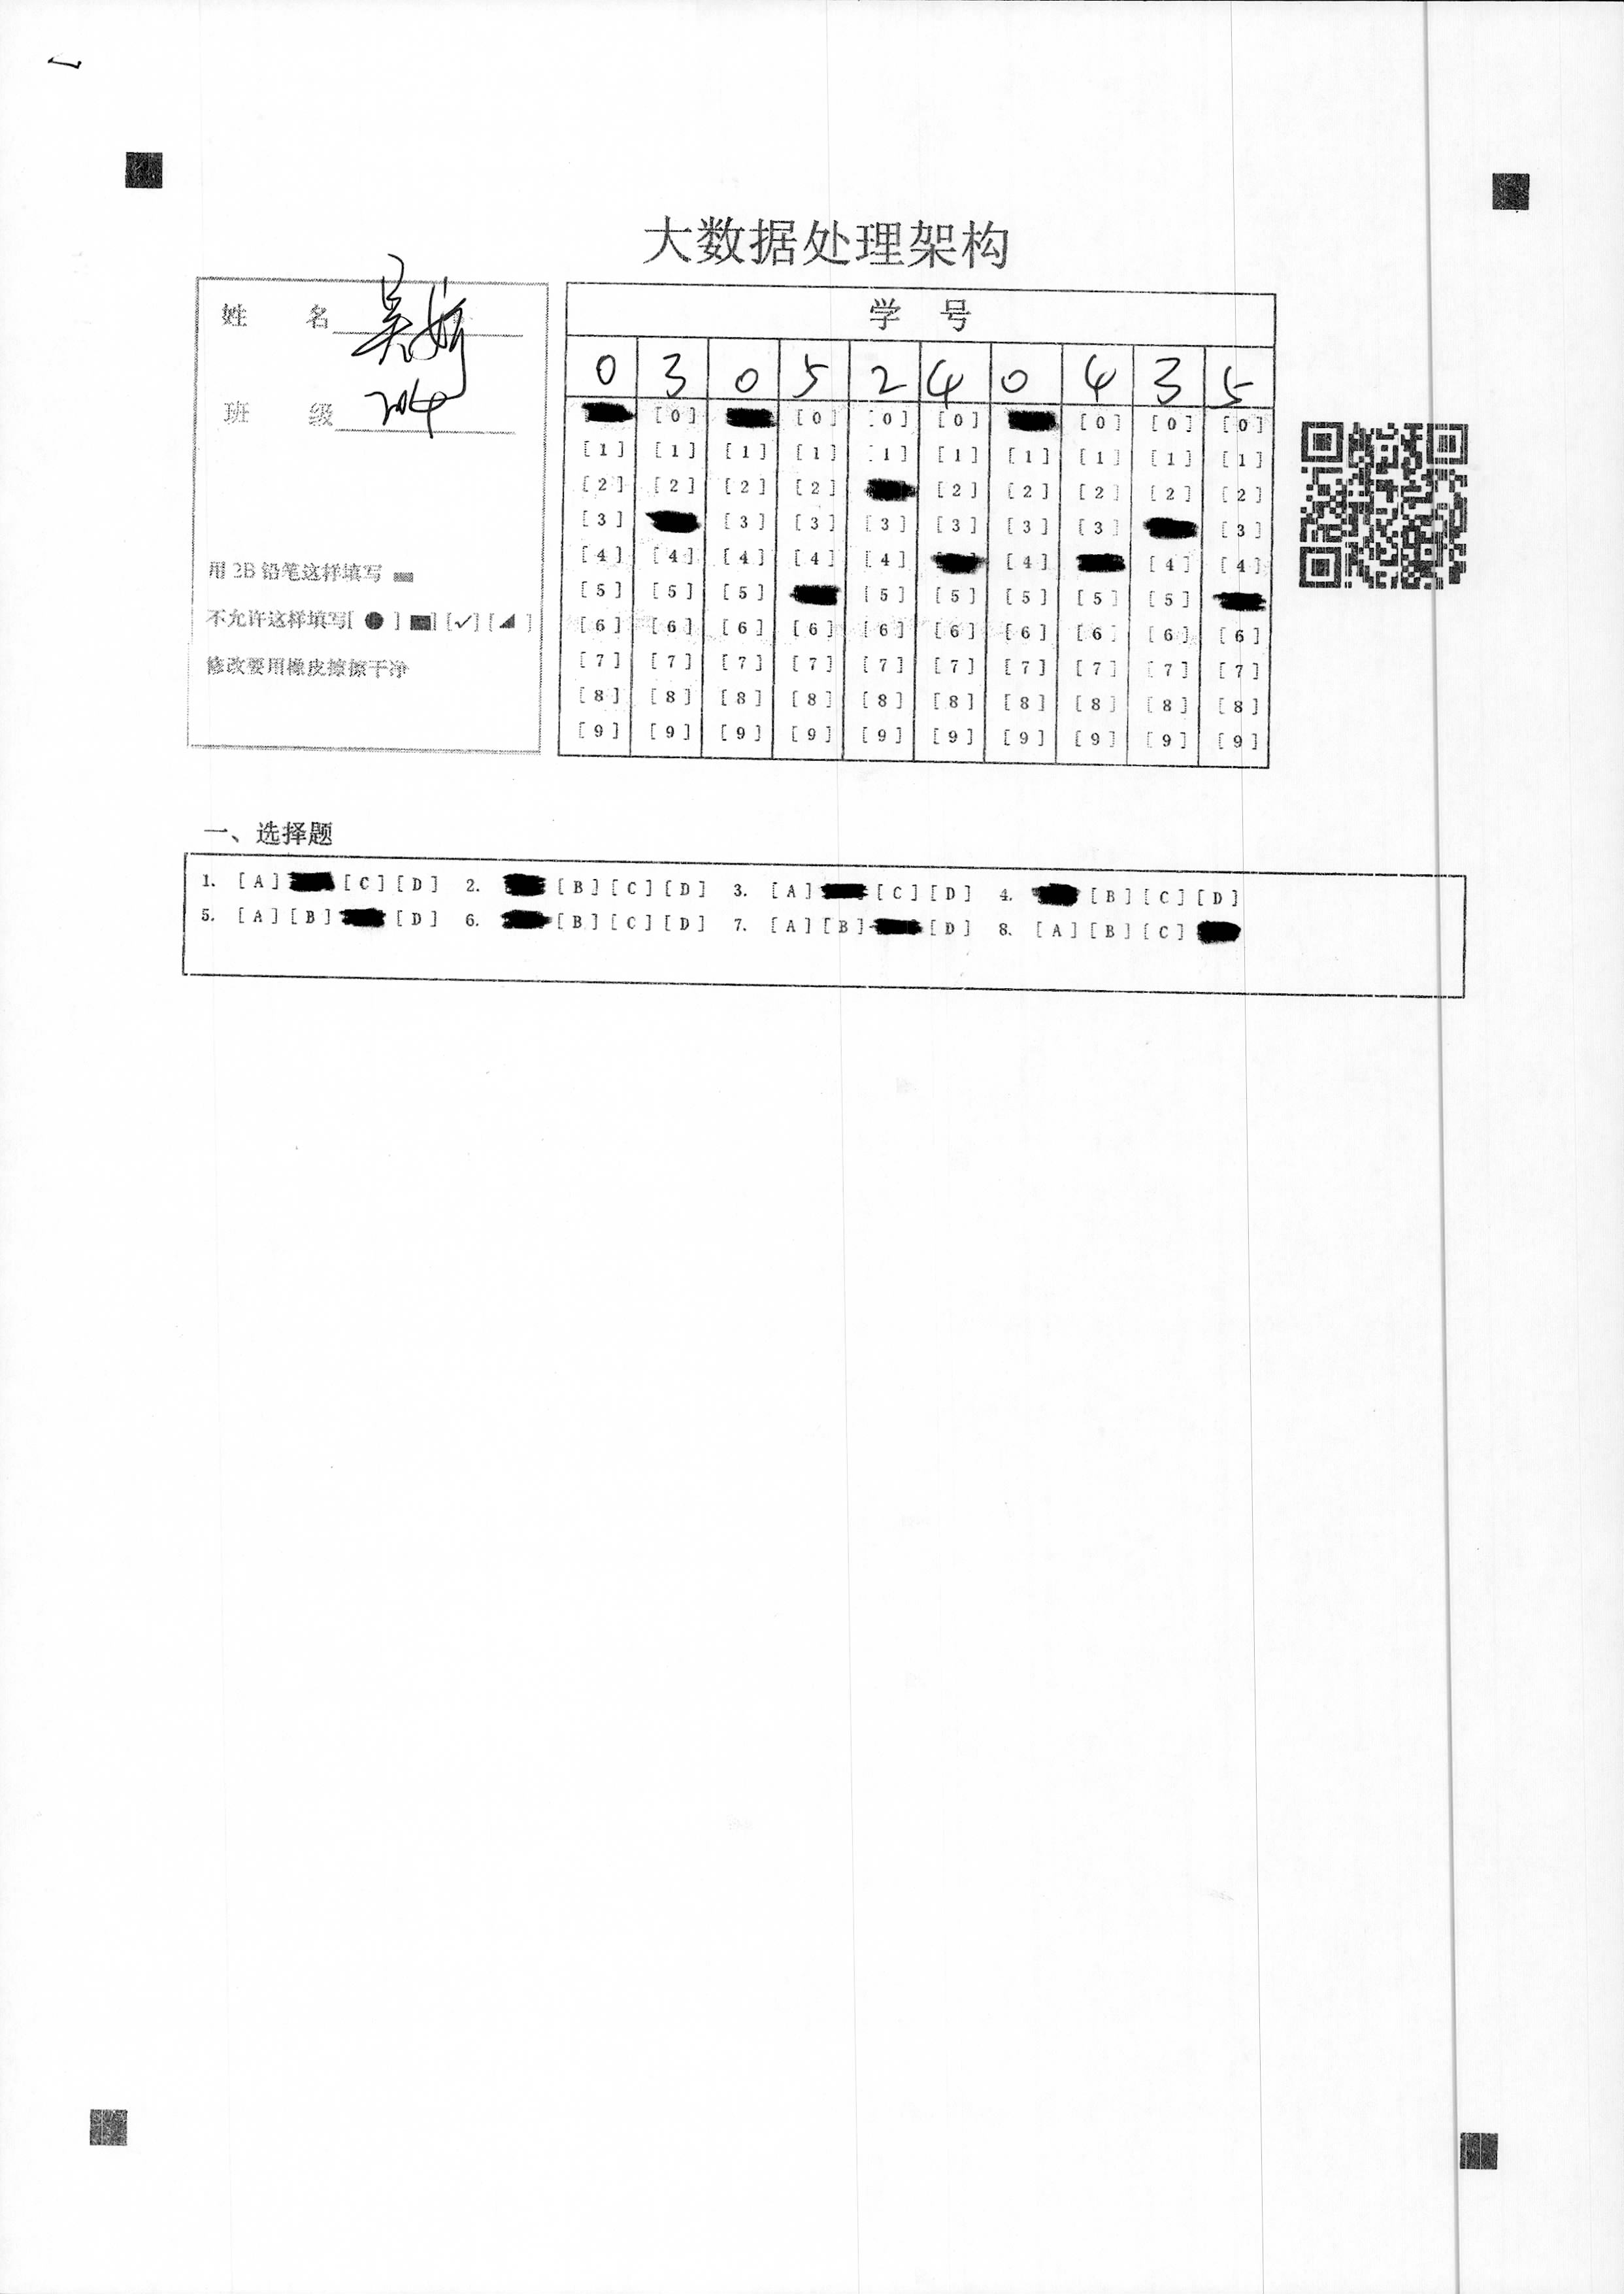 大数据处理架构
姓 名 吴妍
班 级 204
用 2B 铅笔这样填写
不允许这样填写[ ● ] [■] [✓] [◢ ]
修改要用橡皮擦擦干净
学 号
0 3 0 5 2 4 0 4 3 5
[0] [0] [0] [0] [0] [0] [0]
[1] [1] [1] [1] [1] [1] [1] [1] [1] [1]
[2] [2] [2] [2] [2] [2] [2] [2] [2]
[3] [3] [3] [3] [3] [3] [3] [3]
[4] [4] [4] [4] [4] [4] [4] [4]
[5] [5] [5] [5] [5] [5] [5] [5]
[6] [6] [6] [6] [6] [6] [6] [6] [6] [6]
[7] [7] [7] [7] [7] [7] [7] [7] [7] [7]
[8] [8] [8] [8] [8] [8] [8] [8] [8] [8]
[9] [9] [9] [9] [9] [9] [9] [9] [9] [9]
一、选择题
1. [A] [C] [D] 2. [B] [C] [D] 3. [A] [C] [D] 4. [B] [C] [D]
5. [A] [B] [D] 6. [B] [C] [D] 7. [A] [B] [D] 8. [A] [B] [C]